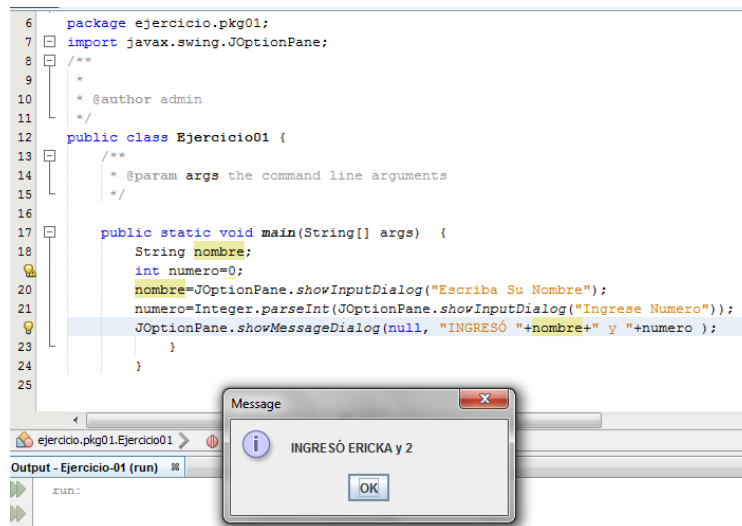 6 package ejercicio.pkg01;
7 import javax.swing.JOptionPane;
8 /**
9 *
10 * @author admin
11 */
12 public class Ejercicio01 {
13 /**
14 * @param args the command line arguments
15 */
16
17 public static void main(String[] args) {
18 String nombre;
int numero=0;
20 nombre=JOptionPane.showInputDialog("Escriba Su Nombre");
21 numero=Integer.parseInt(JOptionPane.showInputDialog("Ingrese Numero"));
JOptionPane.showMessageDialog(null, "INGRESÓ "+nombre+" y "+numero );
23 }
24 }
25
Message
INGRESÓ ERICKA y 2
OK
ejercicio.pkg01.Ejercicio01
Output - Ejercicio-01 (run)
run: